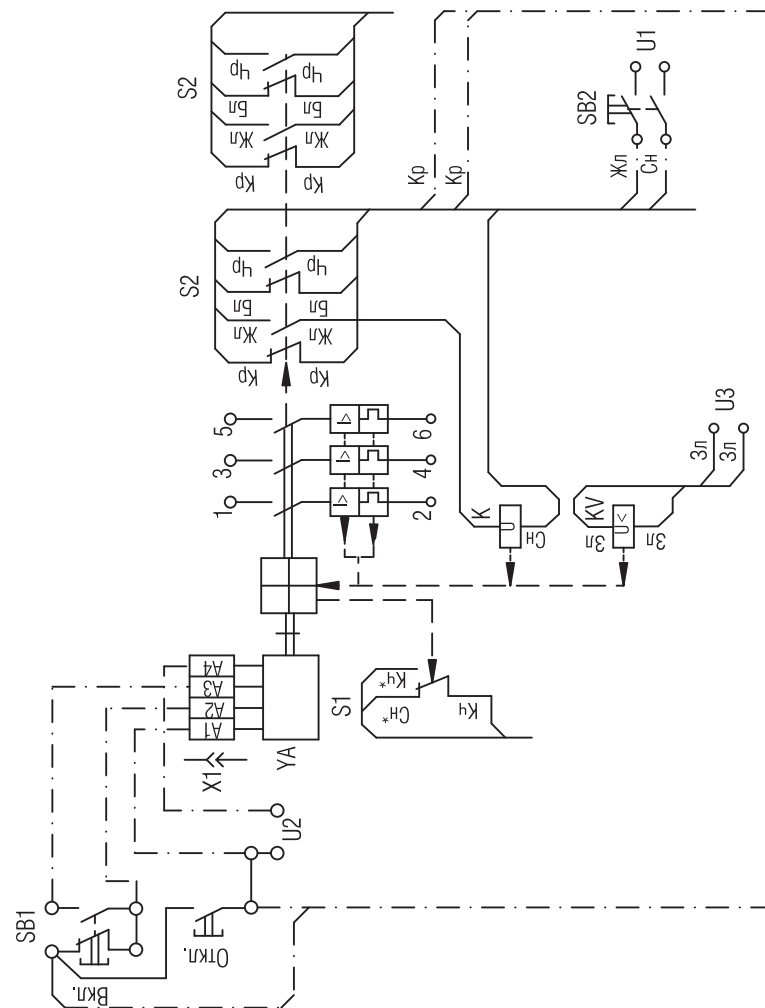 S2
Чр
Чр
Бл
Бл
Жл
Жл
Кр
Кр
Кр
Кр
U1
SB2
Жл
Сн
S2
Чр
Чр
Бл
Бл
Жл
Жл
Кр
Кр
5
I>
6
3
I>
4
1
I>
2
U3
Зл
Зл
K
U
Сн
KV
U<
Зл
Зл
A4
A3
A2
A1
X1
YA
S1
Кч*
Сн*
Кч
U2
SB1
Откл.
Вкл.